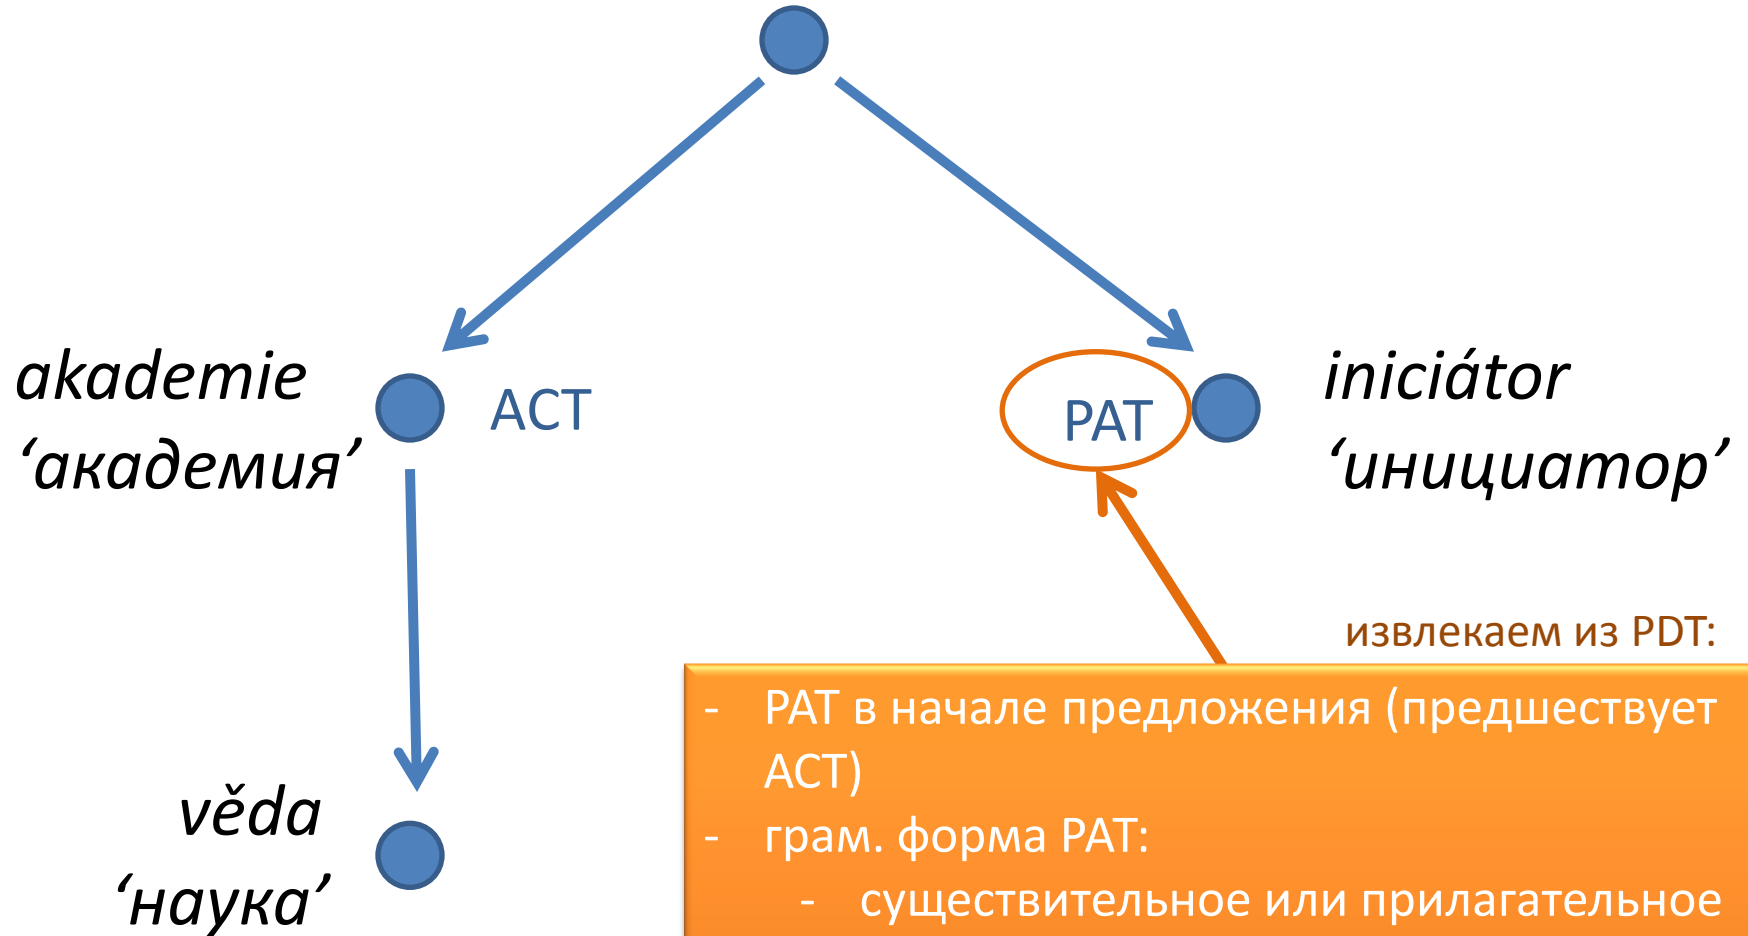 akademie
‘академия’
ACT
PAT
iniciátor
‘инициатор’
извлекаем из PDT:
věda
‘наука’
- PAT в начале предложения (предшествует
ACT)
- грам. форма PAT:
- существительное или прилагательное